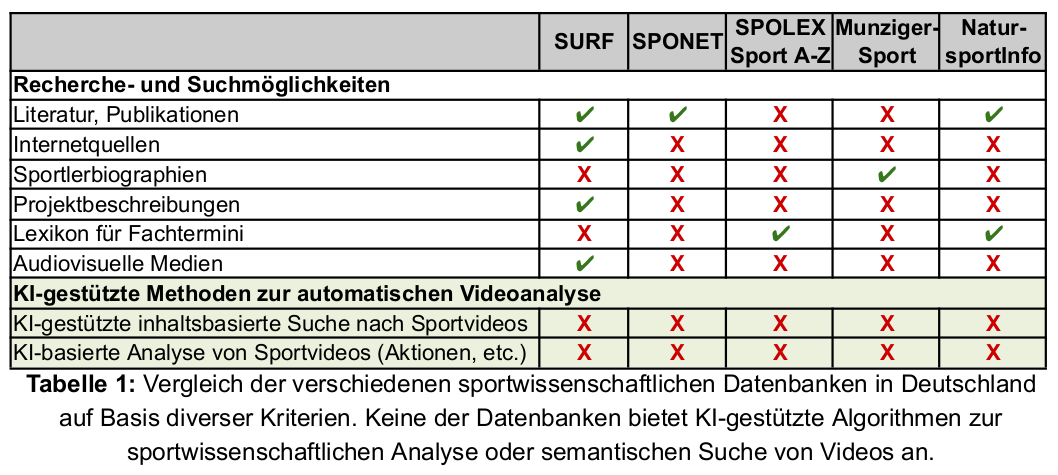 SURF SPONET SPOLEX Sport A-Z Munziger-Sport Natur-sportInfo
Recherche- und Suchmöglichkeiten
Literatur, Publikationen ✔ ✔ X X ✔
Internetquellen ✔ X X X X
Sportlerbiographien X X X ✔ X
Projektbeschreibungen ✔ X X X X
Lexikon für Fachtermini X X ✔ X ✔
Audiovisuelle Medien ✔ X X X X
KI-gestützte Methoden zur automatischen Videoanalyse
KI-gestützte inhaltsbasierte Suche nach Sportvideos X X X X X
KI-basierte Analyse von Sportvideos (Aktionen, etc.) X X X X X
Tabelle 1: Vergleich der verschiedenen sportwissenschaftlichen Datenbanken in Deutschland
auf Basis diverser Kriterien. Keine der Datenbanken bietet KI-gestützte Algorithmen zur
sportwissenschaftlichen Analyse oder semantischen Suche von Videos an.